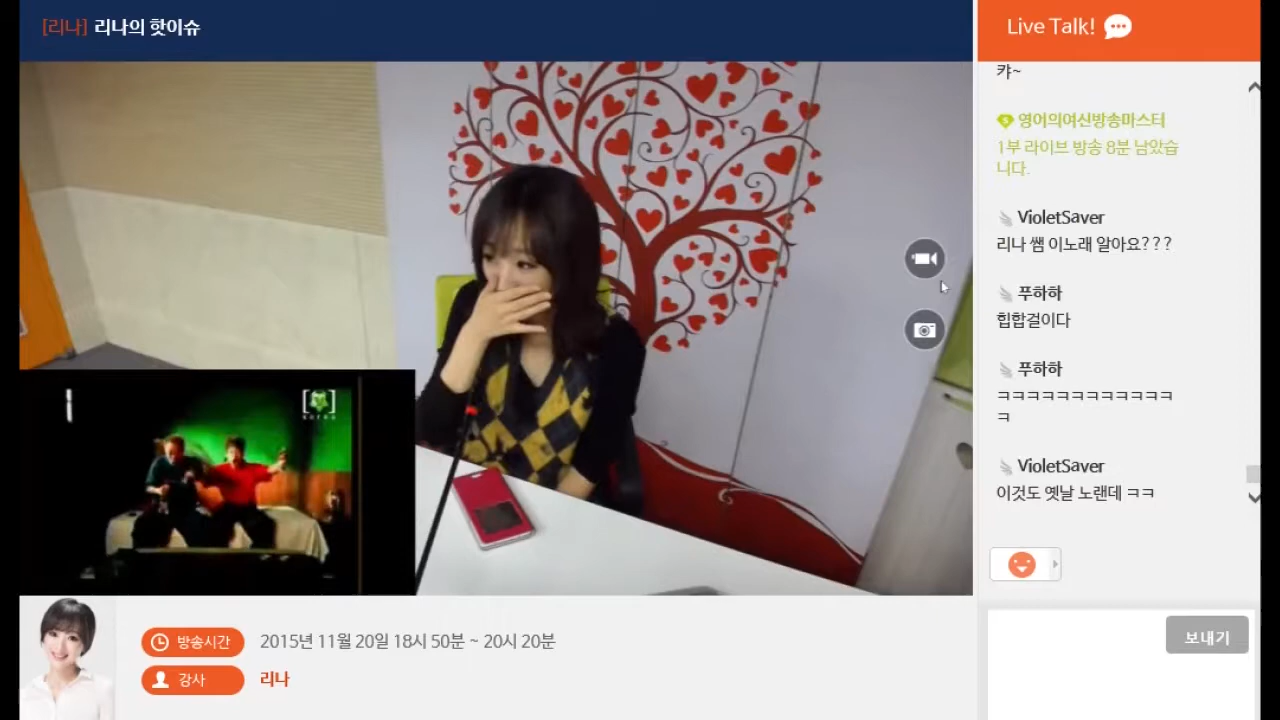 [리나] 리나의 핫이슈
Live Talk!
캬~
영어의여신방송마스터
1부 라이브 방송 8분 남았습
니다.
VioletSaver
리나 쌤 이노래 알아요???
푸하하
힙합걸이다
푸하하
ㅋㅋㅋㅋㅋㅋㅋㅋㅋㅋㅋㅋ
ㅋ
VioletSaver
이것도 옛날 노랜데 ㅋㅋ
방송시간 2015년 11월 20일 18시 50분 ~ 20시 20분
강사 리나
보내기